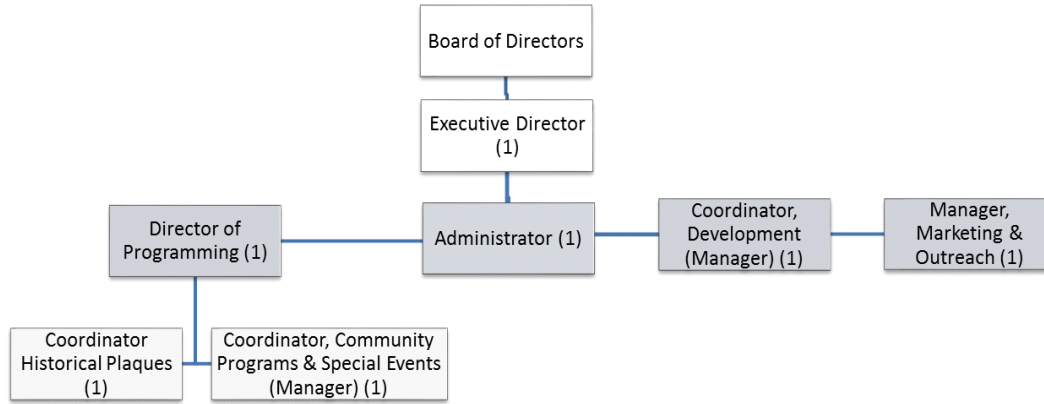 Board of Directors
Executive Director
(1)
Director of
Programming (1)
Administrator (1)
Coordinator,
Development
(Manager) (1)
Manager,
Marketing &
Outreach (1)
Coordinator
Historical Plaques
(1)
Coordinator, Community
Programs & Special Events
(Manager) (1)